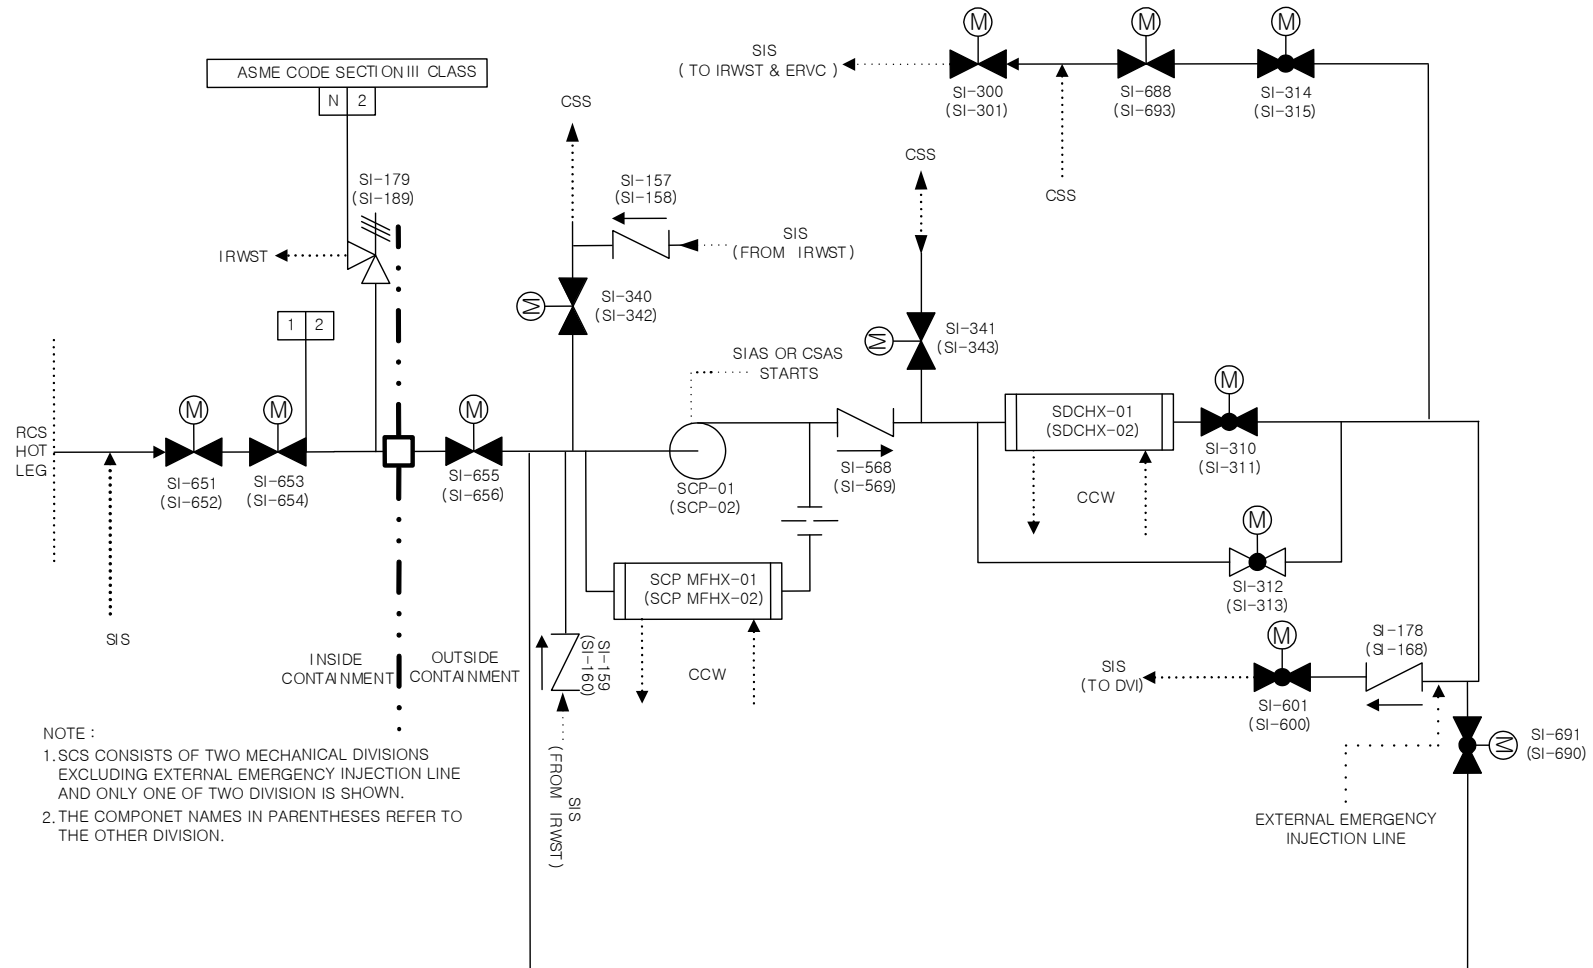 ASME CODE SECTION III CLASS
N 2
SI-179
(SI-189)
IRWST
1 2
RCS
HOT
LEG
M
SI-651
(SI-652)
M
SI-653
(SI-654)
SIS
INSIDE
CONTAINMENT
OUTSIDE
CONTAINMENT
M
SI-655
(SI-656)
CSS
SI-157
(SI-158)
SIS
(FROM IRWST)
M
SI-340
(SI-342)
SIAS OR CSAS
STARTS
SCP-01
(SCP-02)
SCP MFHX-01
(SCP MFHX-02)
CCW
SI-159
(SI-160)
SIS
(FROM IRWST)
SI-568
(SI-569)
CSS
M
SI-341
(SI-343)
SDCHX-01
(SDCHX-02)
CCW
M
SI-310
(SI-311)
M
SI-312
(SI-313)
SIS
(TO IRWST & ERVC)
M
SI-300
(SI-301)
CSS
M
SI-688
(SI-693)
M
SI-314
(SI-315)
SIS
(TO DVI)
M
SI-601
(SI-600)
SI-178
(SI-168)
M
SI-691
(SI-690)
EXTERNAL EMERGENCY
INJECTION LINE
NOTE :
1. SCS CONSISTS OF TWO MECHANICAL DIVISIONS
EXCLUDING EXTERNAL EMERGENCY INJECTION LINE
AND ONLY ONE OF TWO DIVISION IS SHOWN.
2. THE COMPONET NAMES IN PARENTHESES REFER TO
THE OTHER DIVISION.